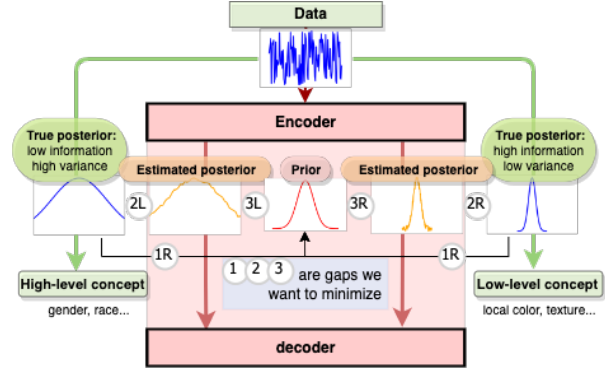 Data
Encoder
True posterior:
low information
high variance
True posterior:
high information
low variance
Estimated posterior
Prior
Estimated posterior
2L
3L
3R
2R
1R
1R
1 2 3 are gaps we
want to minimize
High-level concept
gender, race...
Low-level concept
local color, texture...
decoder